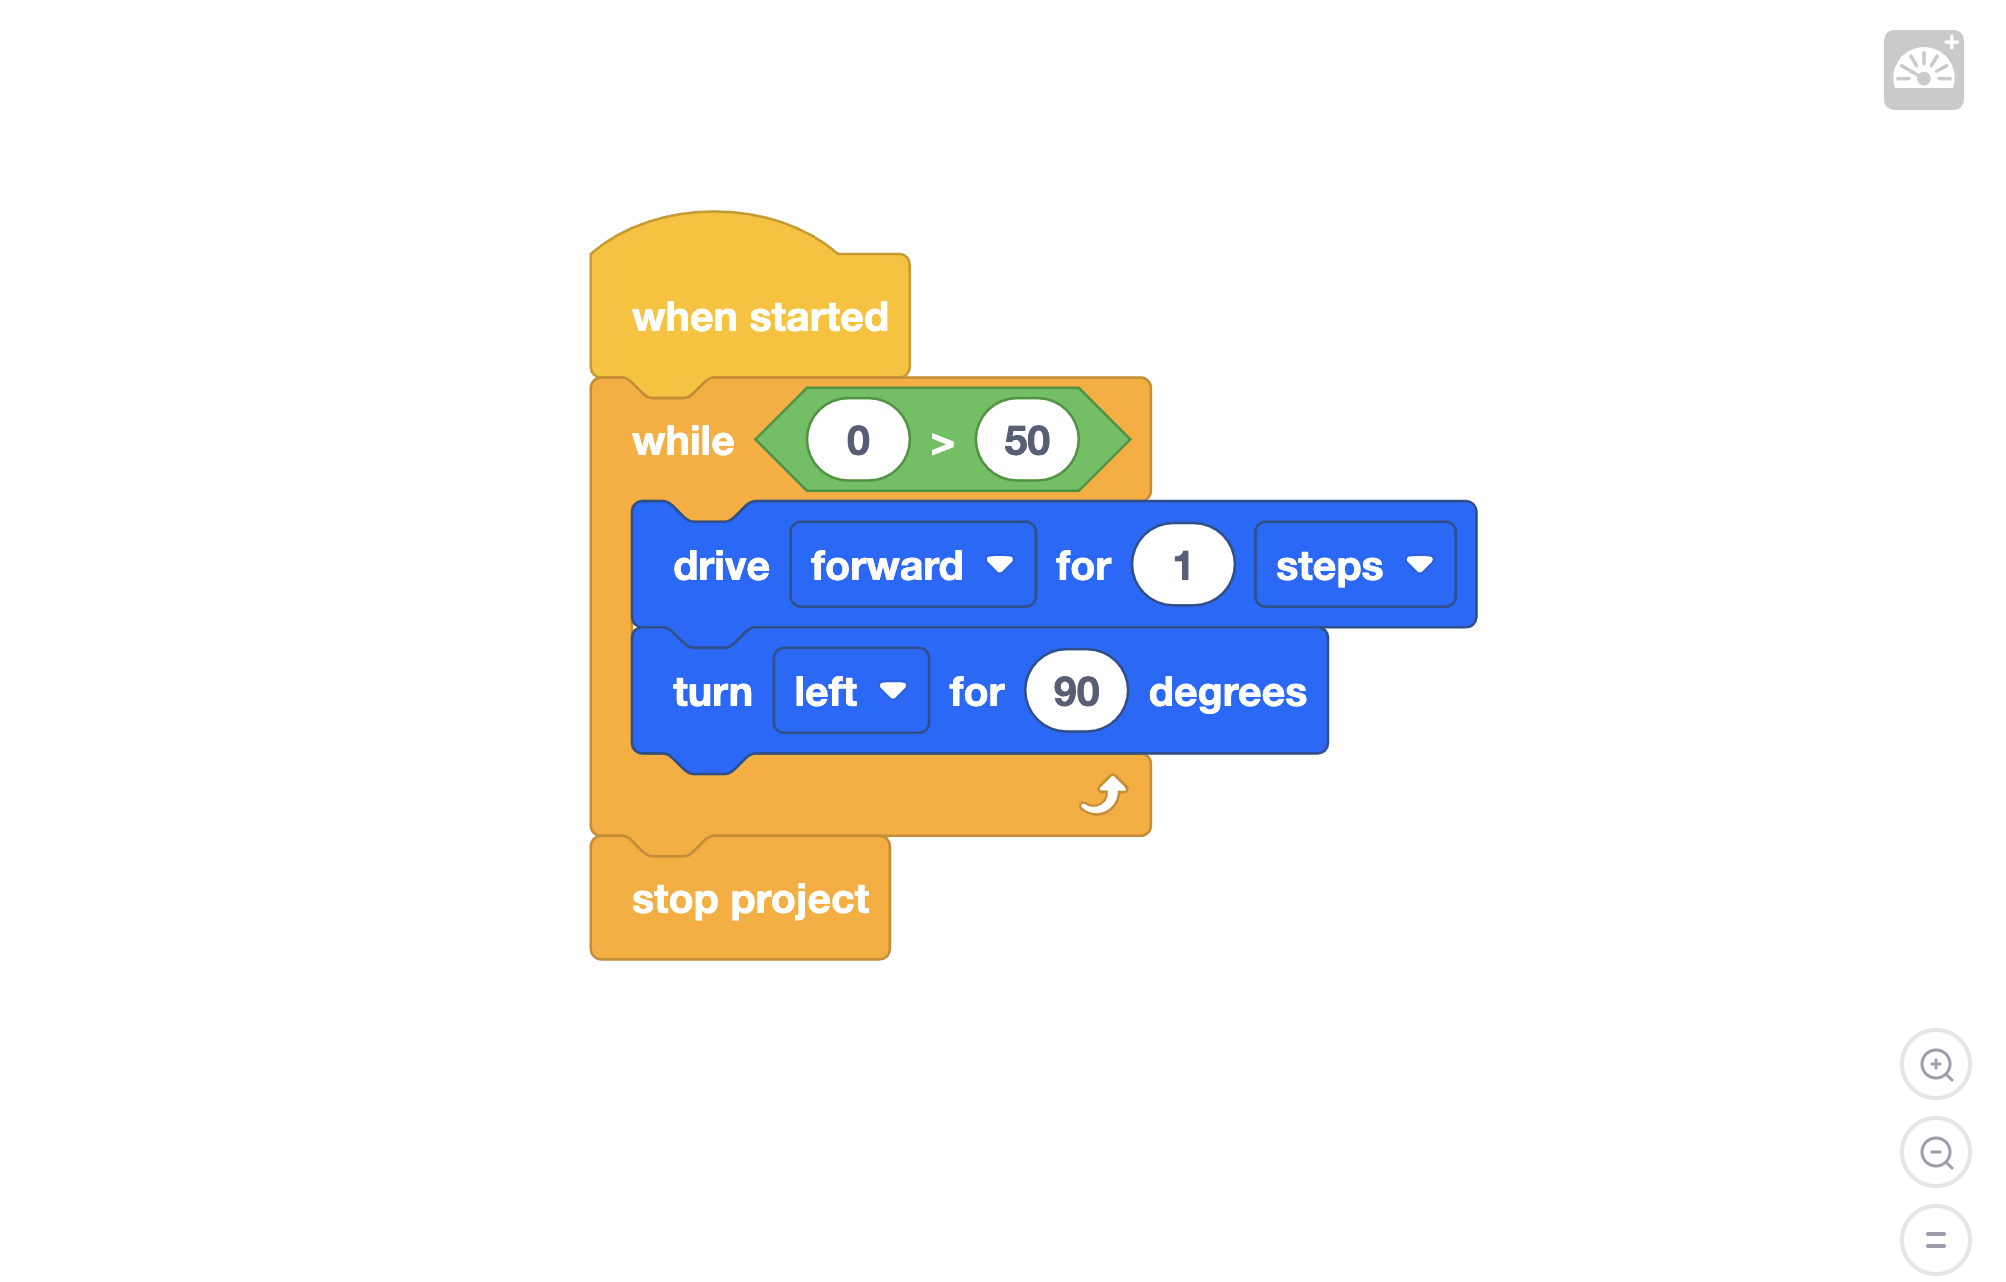 when started
while 0 > 50
drive forward for 1 steps
turn left for 90 degrees
stop project